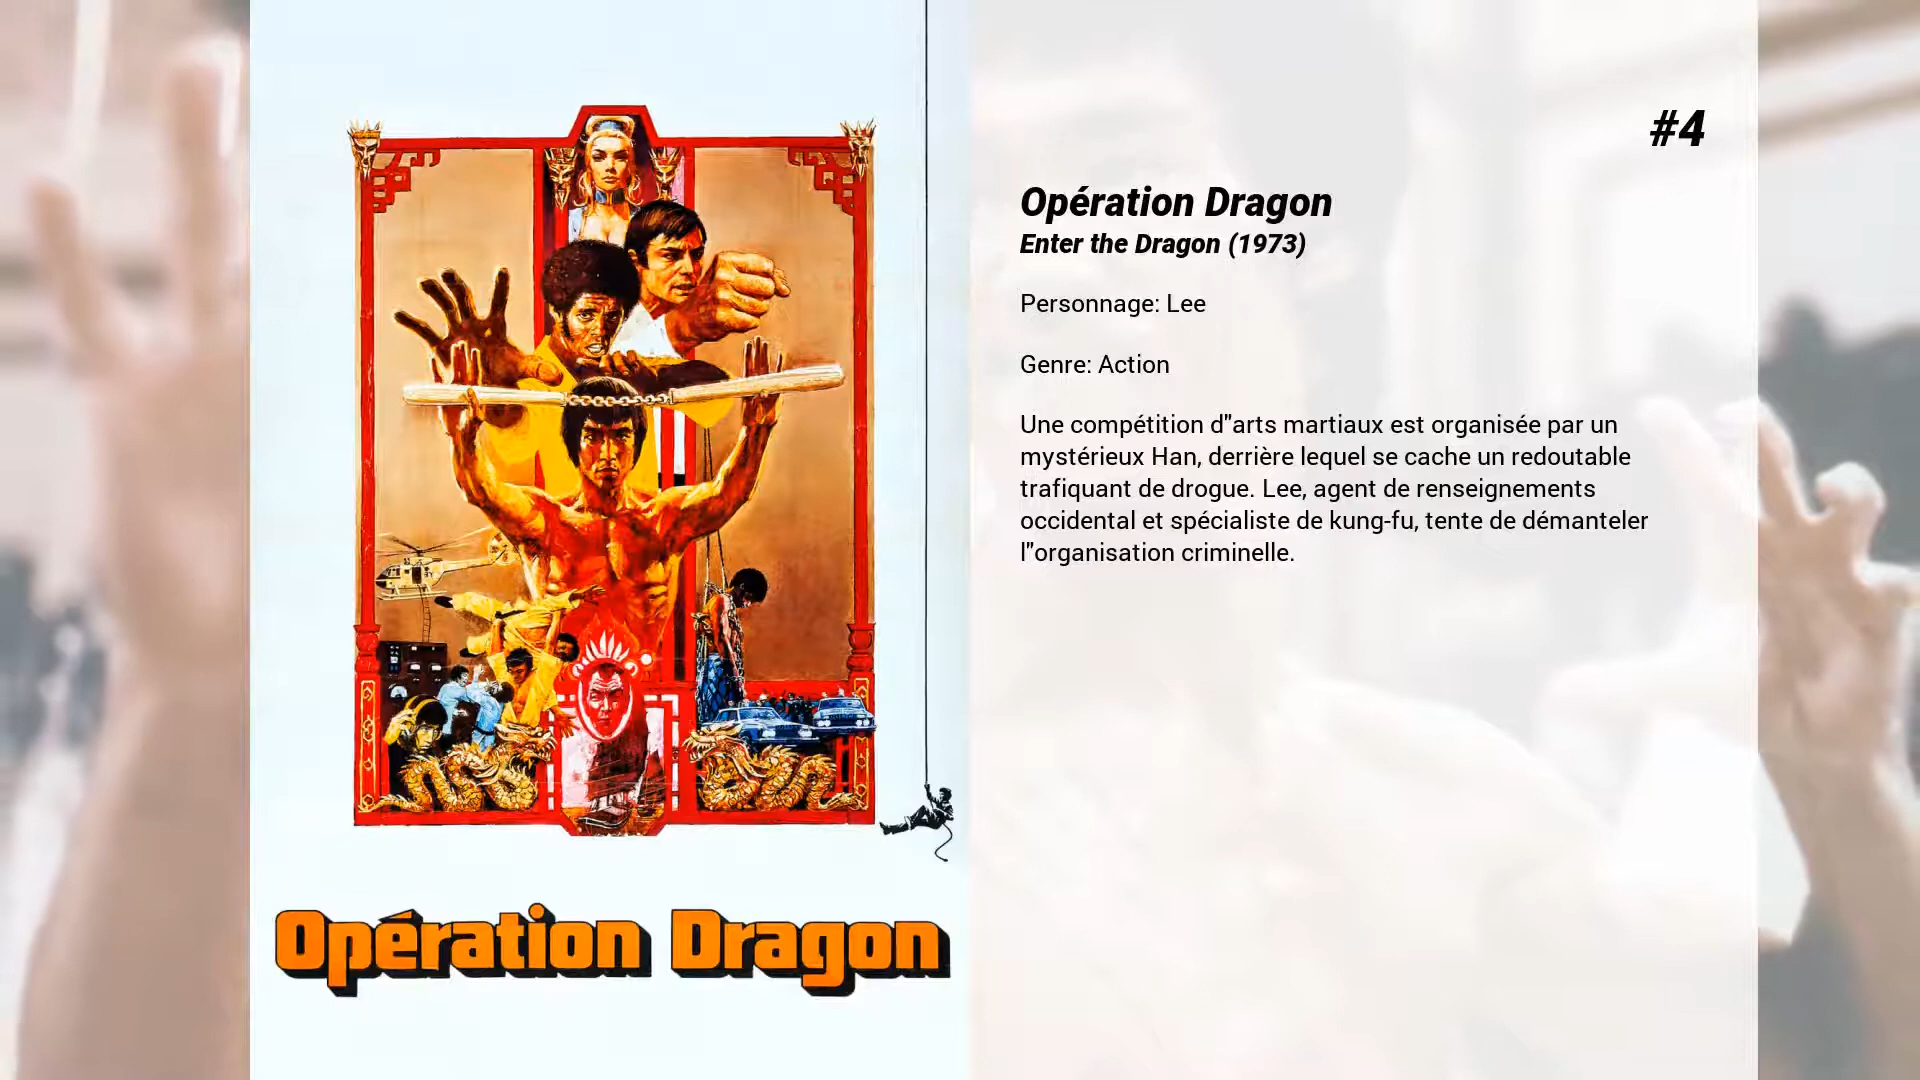 #4
Opération Dragon
Enter the Dragon (1973)
Personnage: Lee
Genre: Action
Une compétition d"arts martiaux est organisée par un
mystérieux Han, derrière lequel se cache un redoutable
trafiquant de drogue. Lee, agent de renseignements
occidental et spécialiste de kung-fu, tente de démanteler
l"organisation criminelle.
Opération Dragon